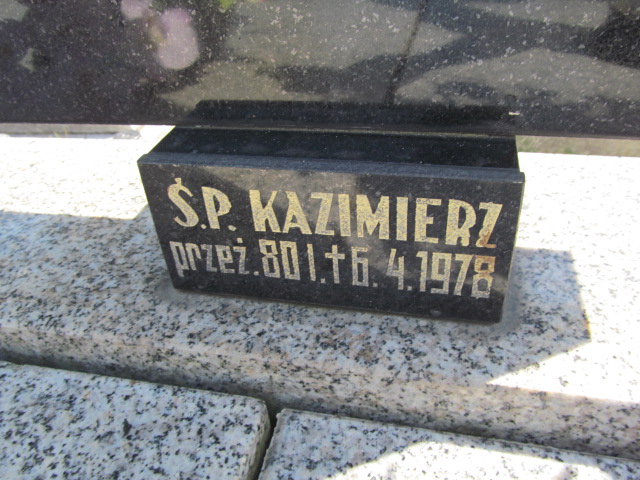 Ś.P. KAZIMIERZ
przeż. 80 l. † 6. 4. 1978